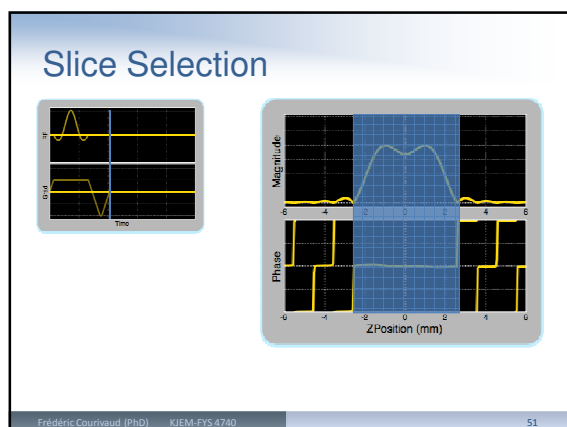 Slice Selection
RF
Grad
Time
Magnitude
-6 -4 -2 0 2 4 6
Phase
-6 -4 -2 0 2 4 6
ZPosition (mm)
Frédéric Courivaud (PhD) KJEM-FYS 4740 51